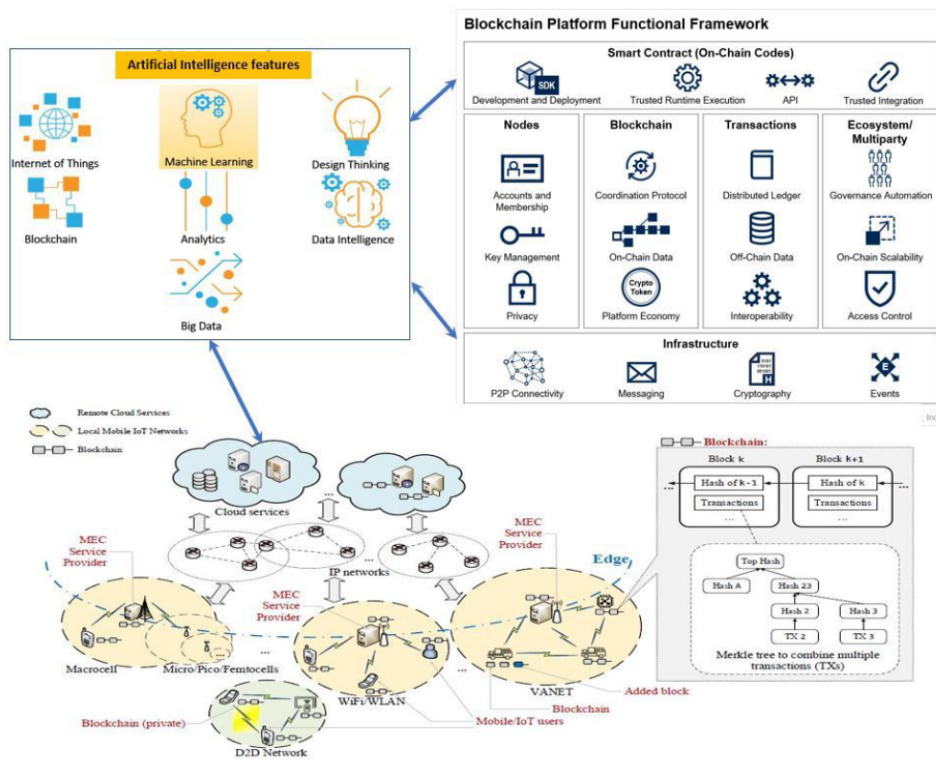 Artificial Intelligence features
Internet of Things
Machine Learning
Design Thinking
Blockchain
Analytics
Data Intelligence
Big Data
Blockchain Platform Functional Framework
Smart Contract (On-Chain Codes)
SDK
Development and Deployment
Trusted Runtime Execution
API
Trusted Integration
Nodes
Accounts and
Membership
Key Management
Privacy
Blockchain
Coordination Protocol
On-Chain Data
Crypto
Token
Platform Economy
Transactions
Distributed Ledger
Off-Chain Data
Interoperability
Ecosystem/
Multiparty
Governance Automation
On-Chain Scalability
Access Control
Infrastructure
P2P Connectivity
Messaging
H
Cryptography
E
Events
, Inc
Remote Cloud Services
Local Mobile IoT Networks
Blockchain
Cloud services
...
IP networks
...
Edge
MEC
Service
Provider
MEC
Service
Provider
MEC
Service
Provider
Macrocell
Micro/Pico/Femtocells
...
WiFi/WLAN
...
VANET
Added block
Blockchain
Mobile/IoT users
Blockchain (private)
D2D Network
Blockchain:
Block k
Block k+1
...
Hash of k-1
Hash of k
...
Transactions
Transactions
...
...
Top Hash
Hash A
Hash 23
Hash 2
Hash 3
TX 2
TX 3
Merkle tree to combine multiple
transactions (TXs)